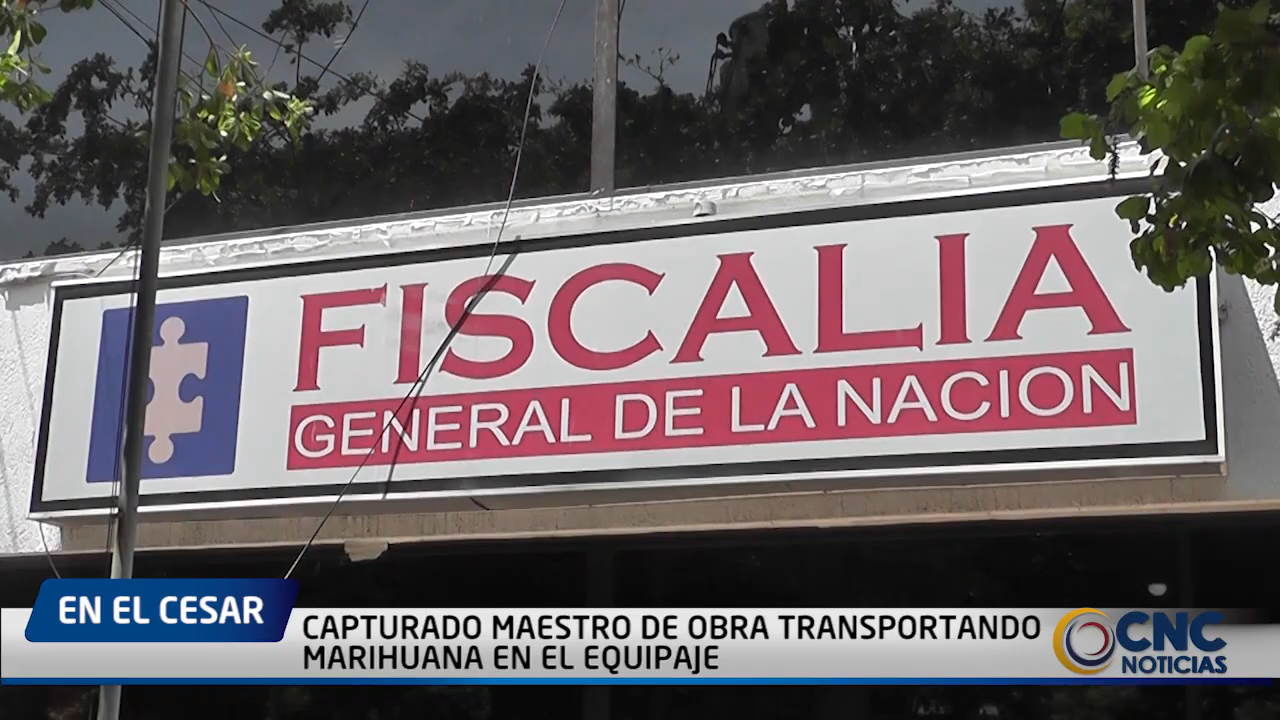 FISCALIA
GENERAL DE LA NACION
EN EL CESAR
CAPTURADO MAESTRO DE OBRA TRANSPORTANDO
MARIHUANA EN EL EQUIPAJE
CNC
NOTICIAS